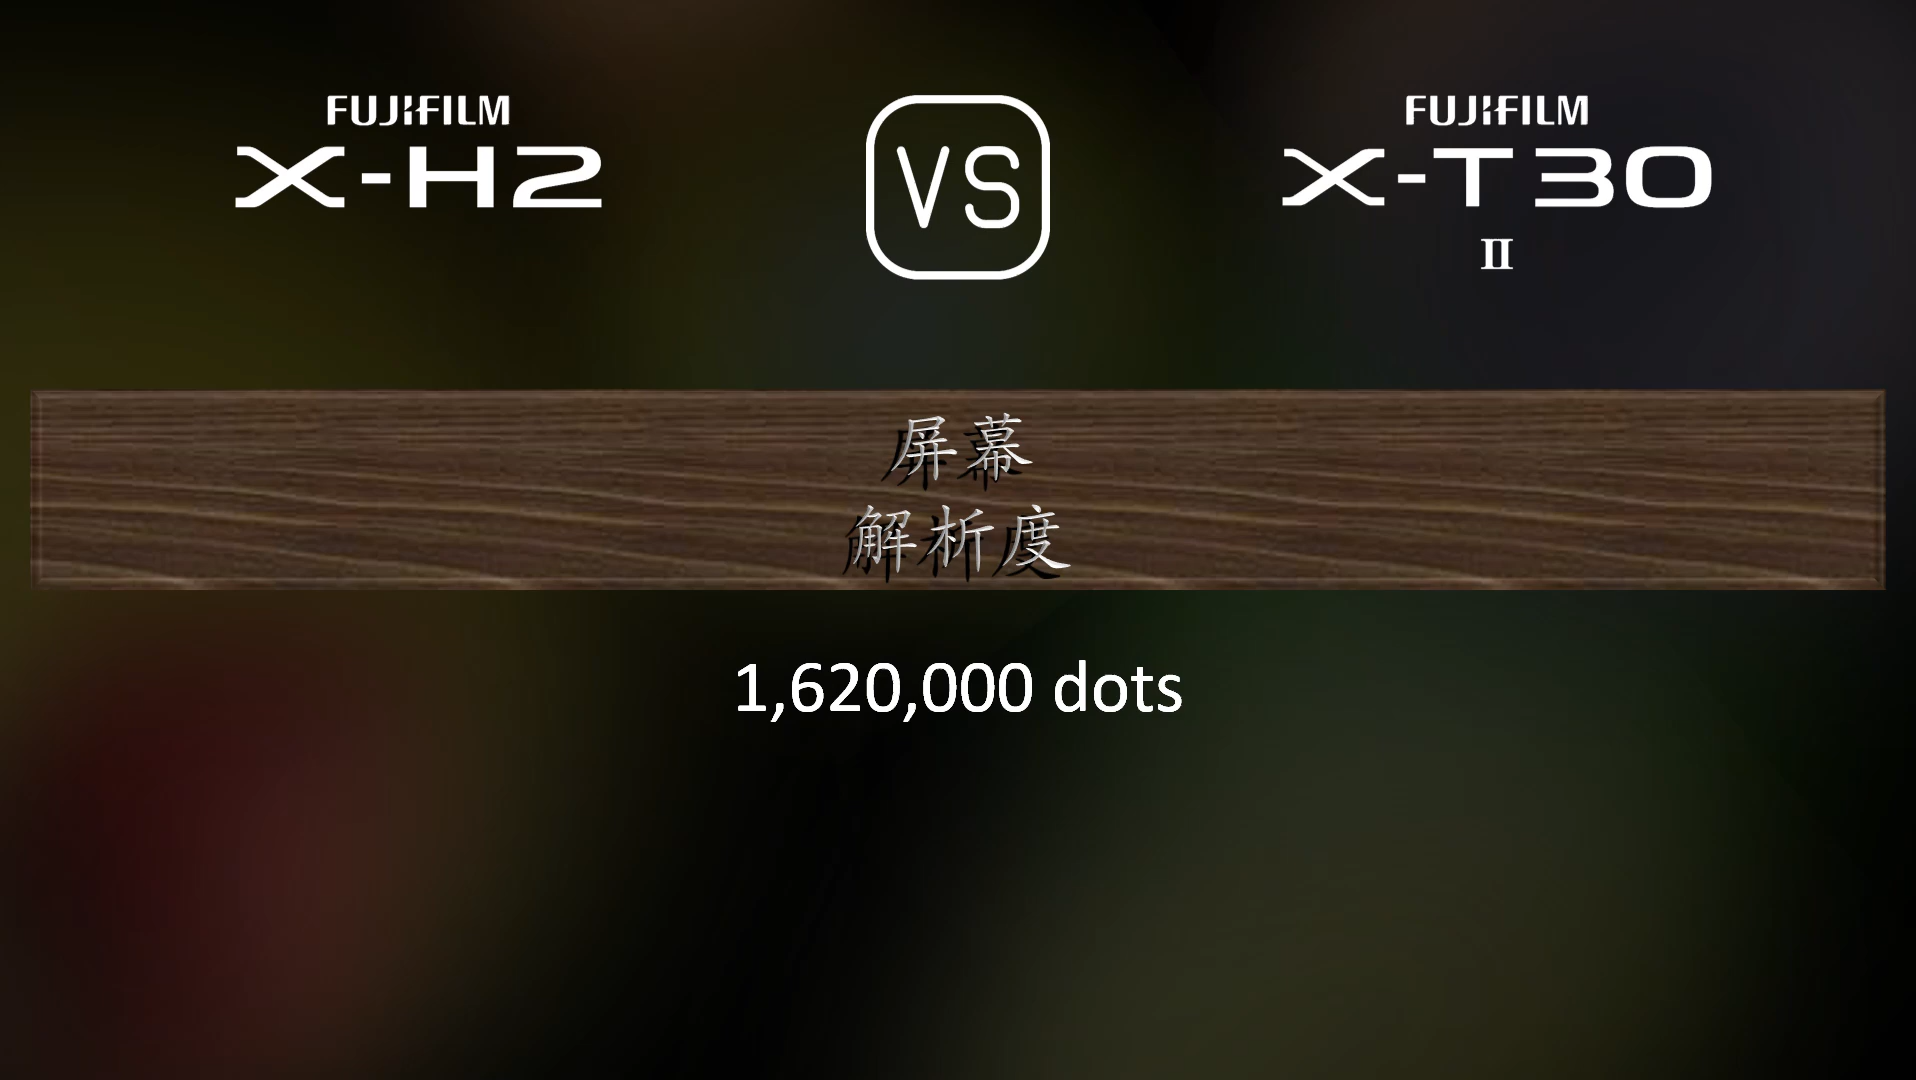 FUJIFILM
X-H2
VS
FUJIFILM
X-T30
II
屏幕
解析度
1,620,000 dots